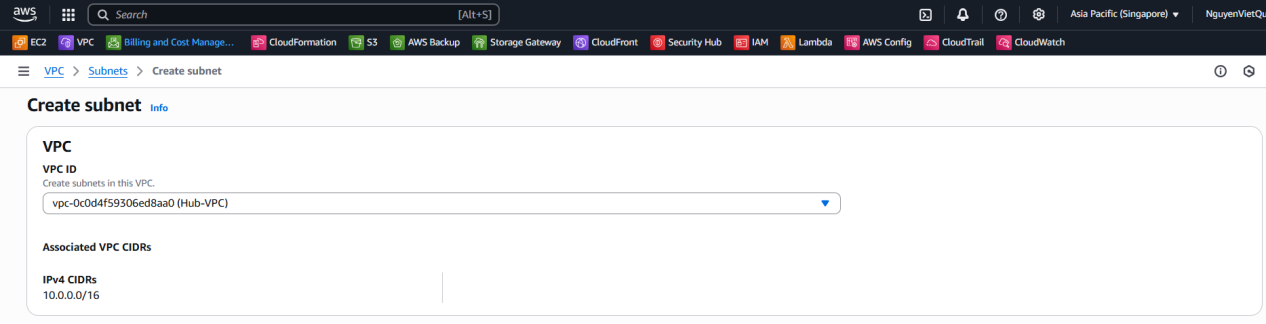 aws Search [Alt+S] Asia Pacific (Singapore) NguyenVietQu
EC2 VPC Billing and Cost Manage... CloudFormation S3 AWS Backup Storage Gateway CloudFront Security Hub IAM Lambda AWS Config CloudTrail CloudWatch
VPC > Subnets > Create subnet
Create subnet Info
VPC
VPC ID
Create subnets in this VPC.
vpc-0c0d4f59306ed8aa0 (Hub-VPC)
Associated VPC CIDRs
IPv4 CIDRs
10.0.0.0/16